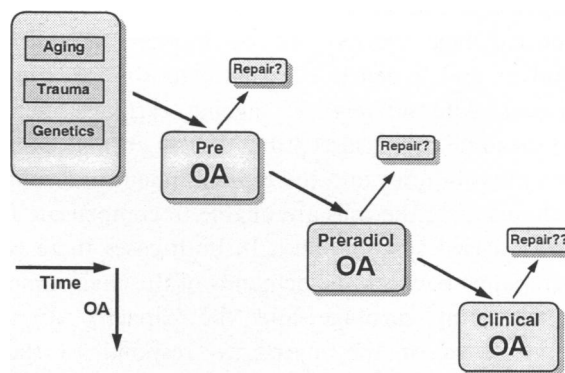 Aging
Trauma
Genetics
Repair?
Pre
OA
Repair?
Preradiol
OA
Repair??
Clinical
OA
Time
OA